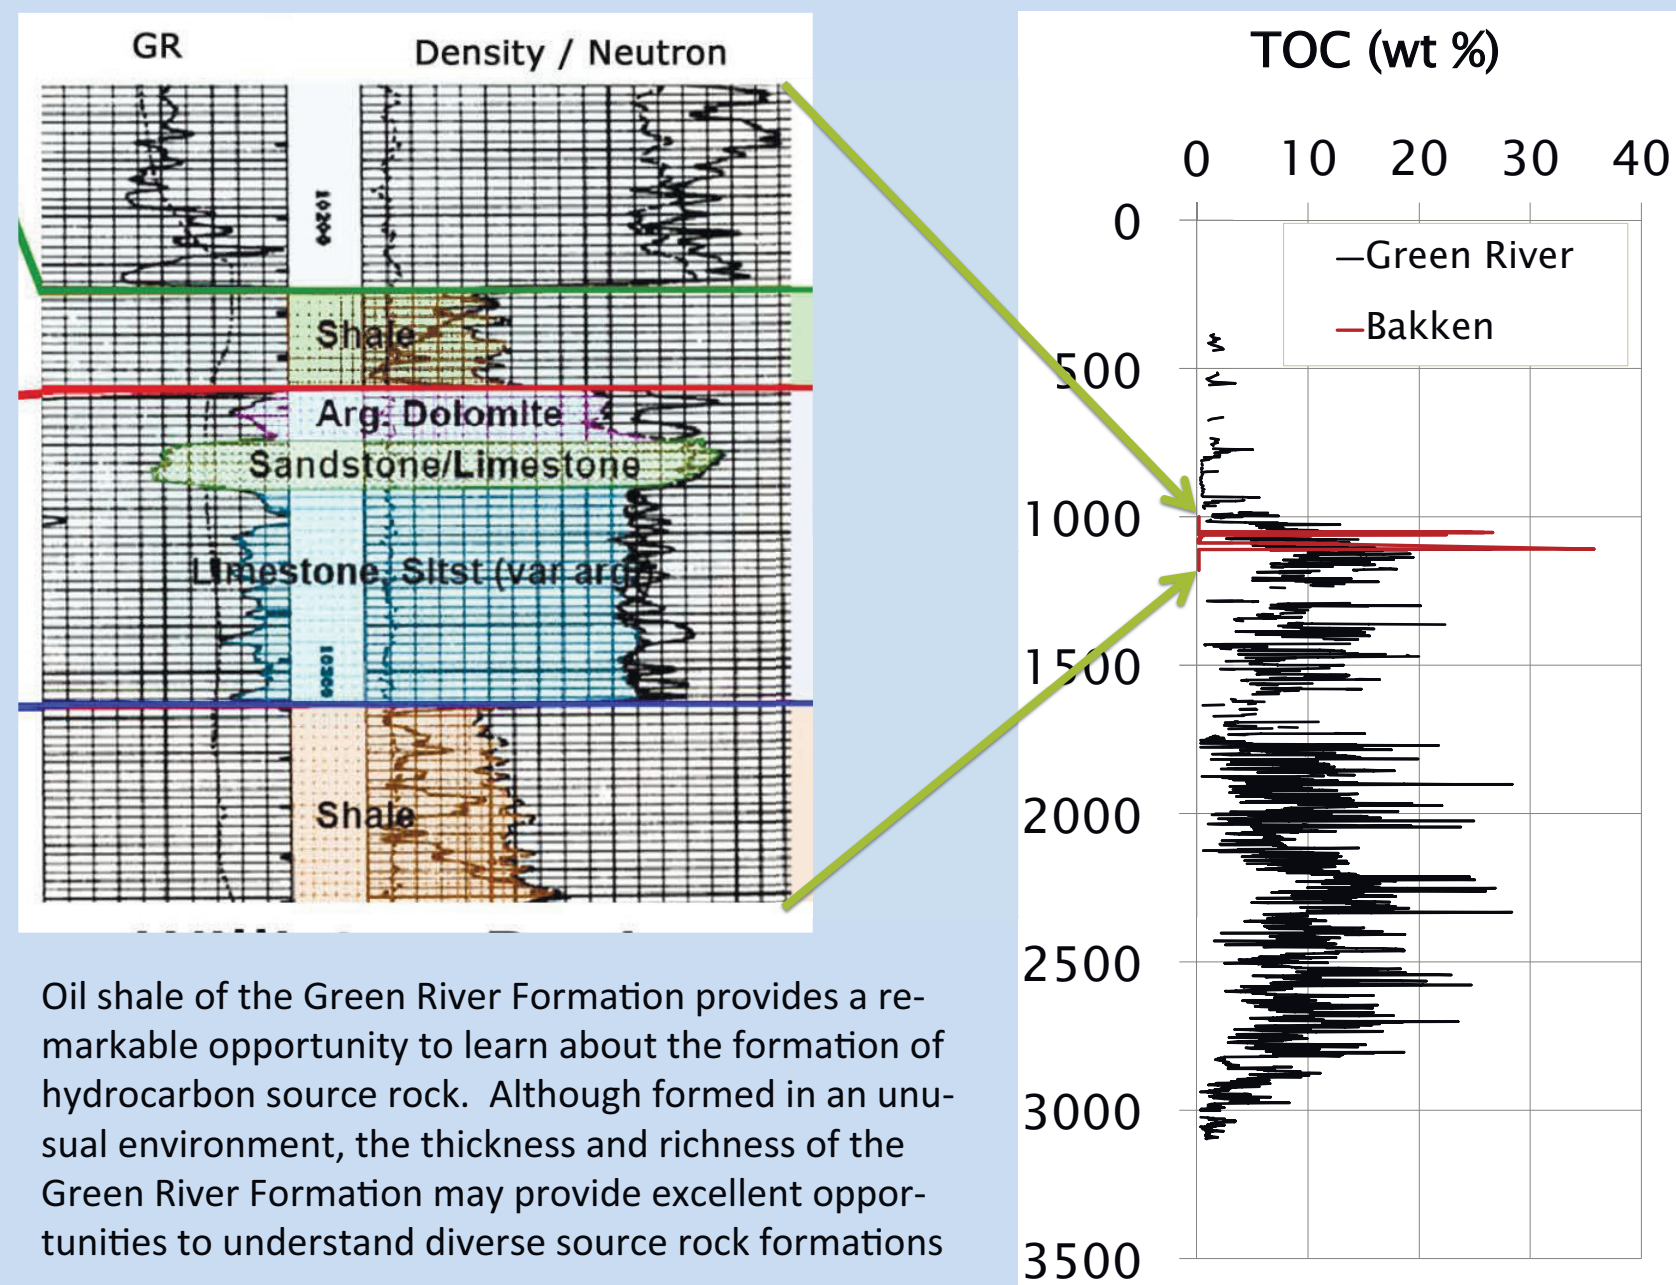 GR
Density / Neutron
10200
Shale
Arg. Dolomite
Sandstone/Limestone
Limestone, Sltst (var arg
10300
Shale
TOC (wt %)
0 10 20 30 40
0
500
1000
1500
2000
2500
3000
3500
Green River
Bakken
Oil shale of the Green River Formation provides a re-
markable opportunity to learn about the formation of
hydrocarbon source rock.  Although formed in an unu-
sual environment, the thickness and richness of the
Green River Formation may provide excellent oppor-
tunities to understand diverse source rock formations